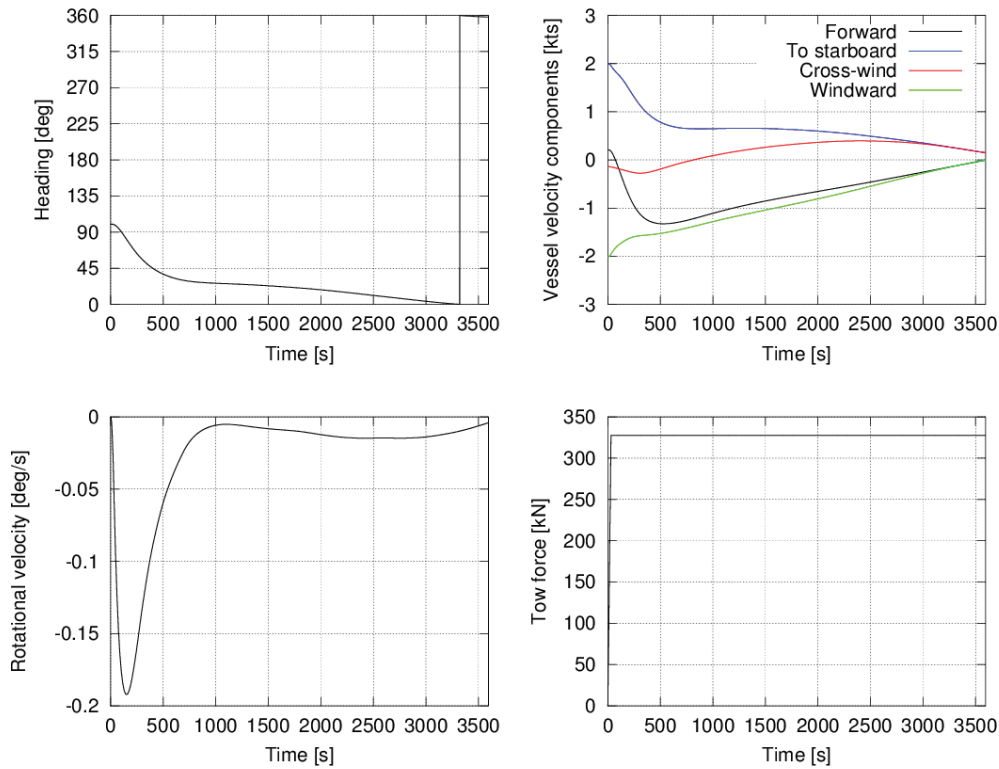 360
315
270
225
180
135
90
45
0
Heading [deg]
0 500 1000 1500 2000 2500 3000 3500
Time [s]
3
2
1
0
-1
-2
-3
Vessel velocity components [kts]
Forward
To starboard
Cross-wind
Windward
0 500 1000 1500 2000 2500 3000 3500
Time [s]
0
-0.05
-0.1
-0.15
-0.2
Rotational velocity [deg/s]
0 500 1000 1500 2000 2500 3000 3500
Time [s]
350
300
250
200
150
100
50
0
Tow force [kN]
0 500 1000 1500 2000 2500 3000 3500
Time [s]